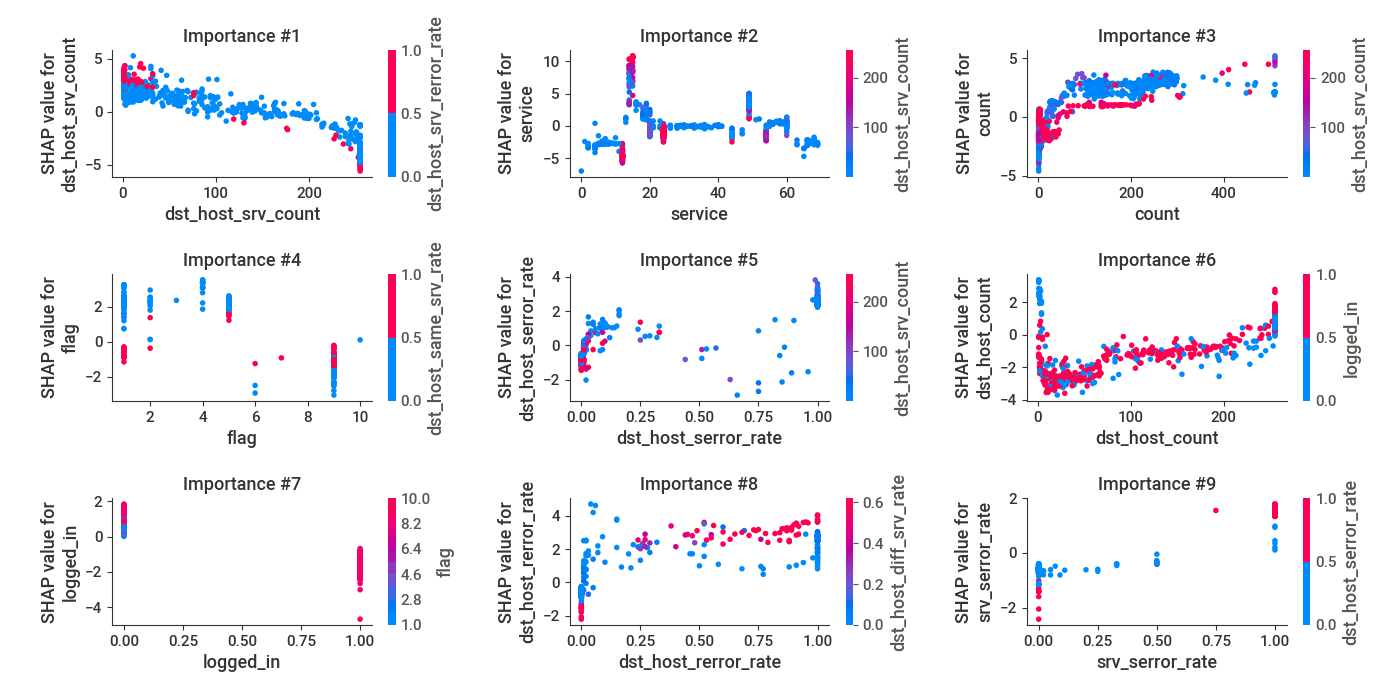 Importance #1
SHAP value for
dst_host_srv_count
5
0
−5
0
100
200
dst_host_srv_count
1.0
0.5
0.0
dst_host_srv_rerror_rate
Importance #2
SHAP value for
service
10
5
0
−5
0
20
40
60
service
200
100
dst_host_srv_count
Importance #3
SHAP value for
count
5
0
−5
0
200
400
count
200
100
dst_host_srv_count
Importance #4
SHAP value for
flag
2
0
−2
2
4
6
8
10
flag
1.0
0.5
0.0
dst_host_same_srv_rate
Importance #5
SHAP value for
dst_host_serror_rate
4
2
0
−2
0.00
0.25
0.50
0.75
1.00
dst_host_serror_rate
200
100
dst_host_srv_count
Importance #6
SHAP value for
dst_host_count
2
0
−2
−4
0
100
200
dst_host_count
1.0
0.5
0.0
logged_in
Importance #7
SHAP value for
logged_in
2
0
−2
−4
0.00
0.25
0.50
0.75
1.00
logged_in
10.0
8.2
6.4
4.6
2.8
1.0
flag
Importance #8
SHAP value for
dst_host_rerror_rate
4
2
0
−2
0.00
0.25
0.50
0.75
1.00
dst_host_rerror_rate
0.6
0.4
0.2
0.0
dst_host_diff_srv_rate
Importance #9
SHAP value for
srv_serror_rate
2
0
−2
0.00
0.25
0.50
0.75
1.00
srv_serror_rate
1.0
0.5
0.0
dst_host_serror_rate